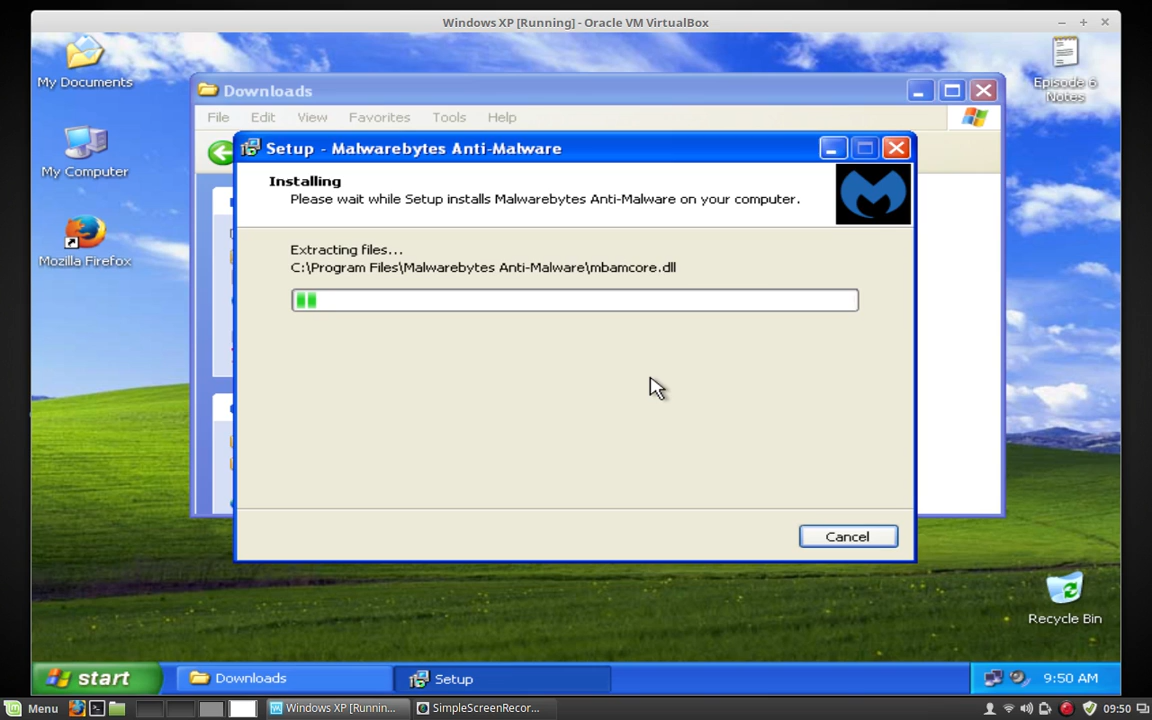 Windows XP [Running] - Oracle VM VirtualBox
My Documents
My Computer
Mozilla Firefox
Episode 6
Notes
Recycle Bin
Downloads
File Edit View Favorites Tools Help
Setup - Malwarebytes Anti-Malware
Installing
Please wait while Setup installs Malwarebytes Anti-Malware on your computer.
Extracting files...
C:\Program Files\Malwarebytes Anti-Malware\mbamcore.dll
Cancel
start Downloads Setup 9:50 AM
Menu Windows XP [Runnin... SimpleScreenRecor... 09:50